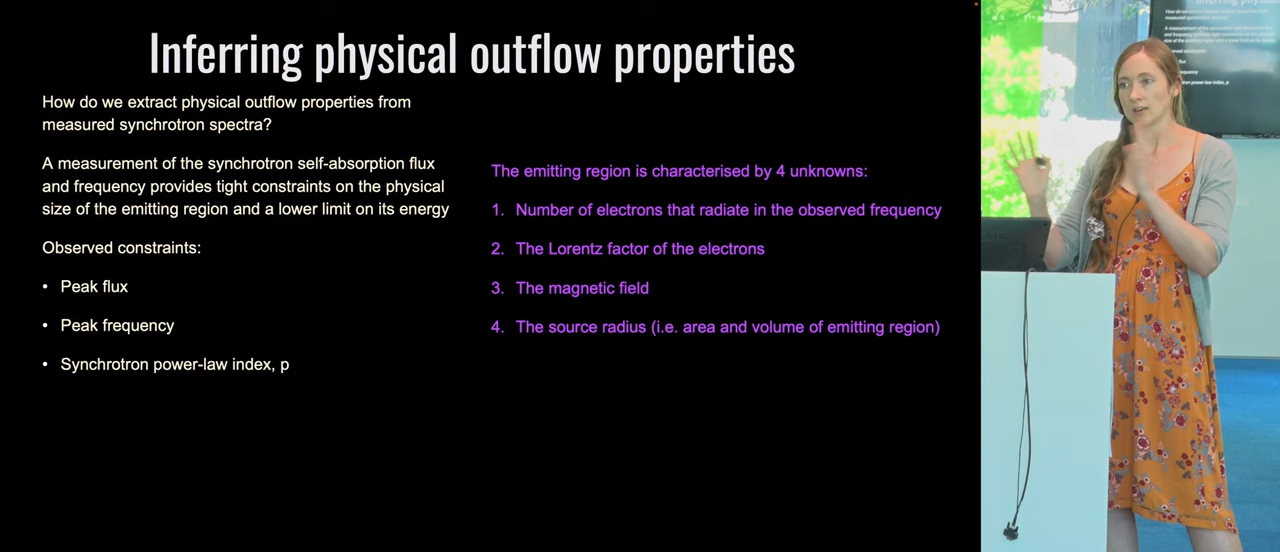 Inferring physical outflow properties
How do we extract physical outflow properties from
measured synchrotron spectra?
A measurement of the synchrotron self-absorption flux
and frequency provides tight constraints on the physical
size of the emitting region and a lower limit on its energy
Observed constraints:
• Peak flux
• Peak frequency
• Synchrotron power-law index, p
The emitting region is characterised by 4 unknowns:
1. Number of electrons that radiate in the observed frequency
2. The Lorentz factor of the electrons
3. The magnetic field
4. The source radius (i.e. area and volume of emitting region)